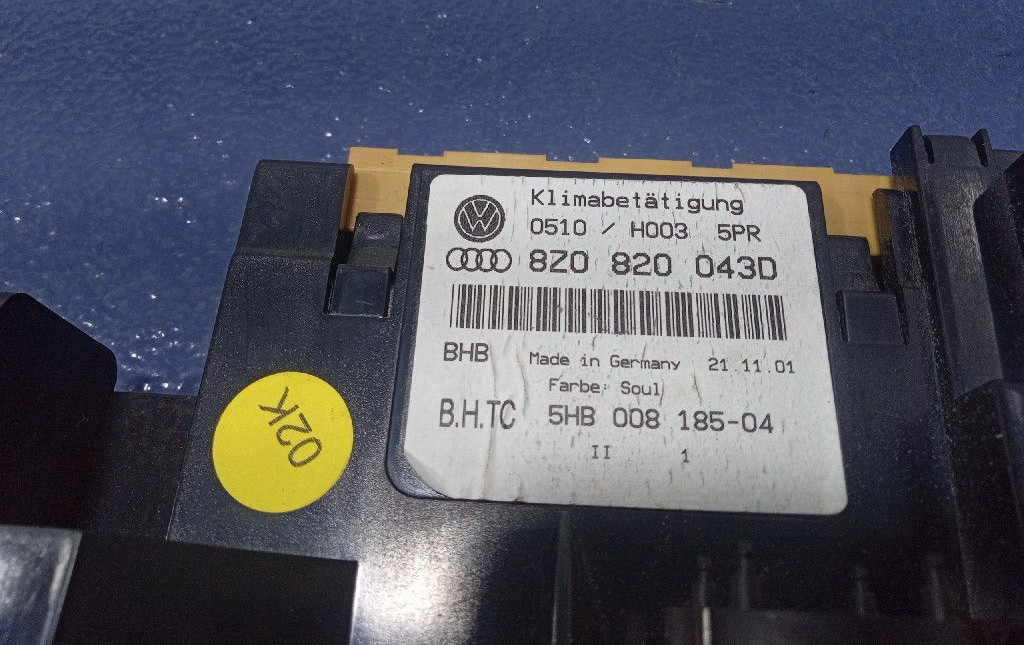 Klimabetätigung
0510 / H003 5PR
8Z0 820 043D
BHB Made in Germany 21.11.01
Farbe: Soul
B.H.TC 5HB 008 185-04
II 1
02K